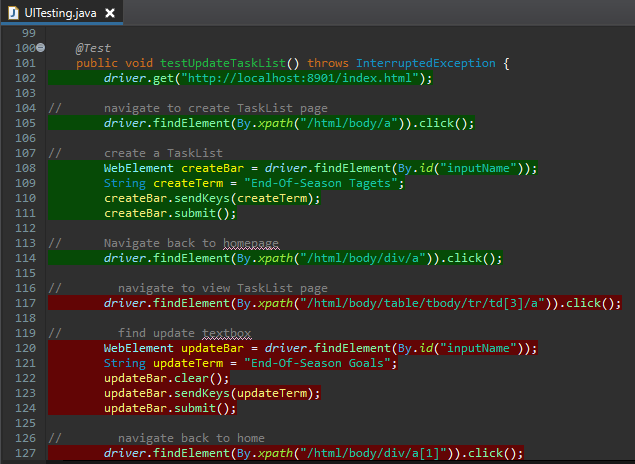 UITesting.java
99
100 @Test
101 public void testUpdateTaskList() throws InterruptedException {
102 driver.get("http://localhost:8901/index.html");
103
104 // navigate to create TaskList page
105 driver.findElement(By.xpath("/html/body/a")).click();
106
107 // create a TaskList
108 WebElement createBar = driver.findElement(By.id("inputName"));
109 String createTerm = "End-Of-Season Tagets";
110 createBar.sendKeys(createTerm);
111 createBar.submit();
112
113 // Navigate back to homepage
114 driver.findElement(By.xpath("/html/body/div/a")).click();
115
116 // navigate to view TaskList page
117 driver.findElement(By.xpath("/html/body/table/tbody/tr/td[3]/a")).click();
118
119 // find update textbox
120 WebElement updateBar = driver.findElement(By.id("inputName"));
121 String updateTerm = "End-Of-Season Goals";
122 updateBar.clear();
123 updateBar.sendKeys(updateTerm);
124 updateBar.submit();
125
126 // navigate back to home
127 driver.findElement(By.xpath("/html/body/div/a[1]")).click();